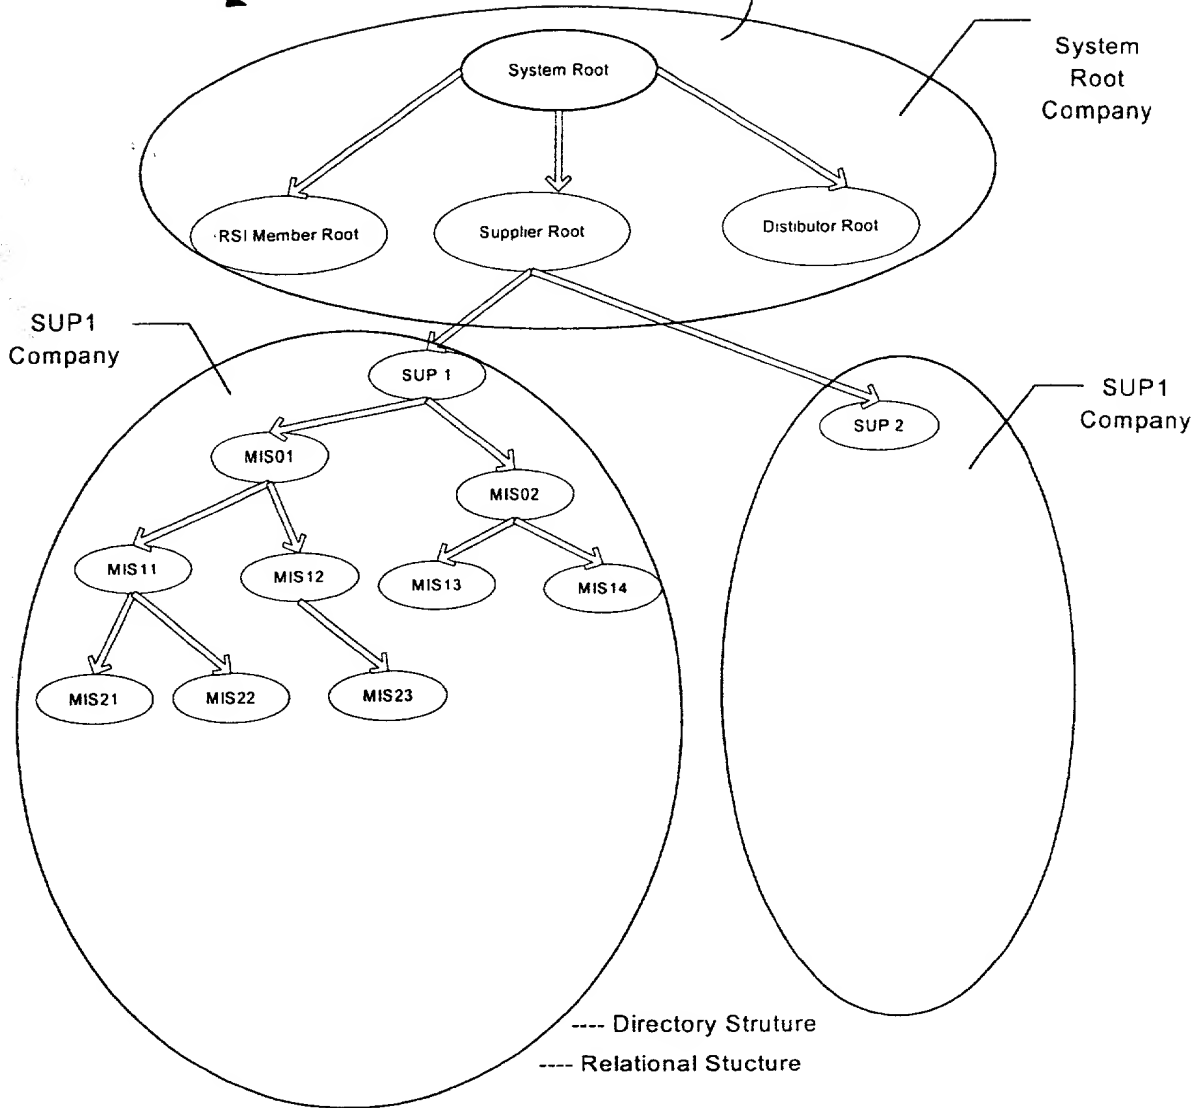 System Root
System
Root
Company
RSI Member Root
Supplier Root
Distibutor Root
SUP1
Company
SUP 1
SUP1
Company
SUP 2
MIS01
MIS02
MIS11
MIS12
MIS13
MIS14
MIS21
MIS22
MIS23
---- Directory Struture
---- Relational Stucture